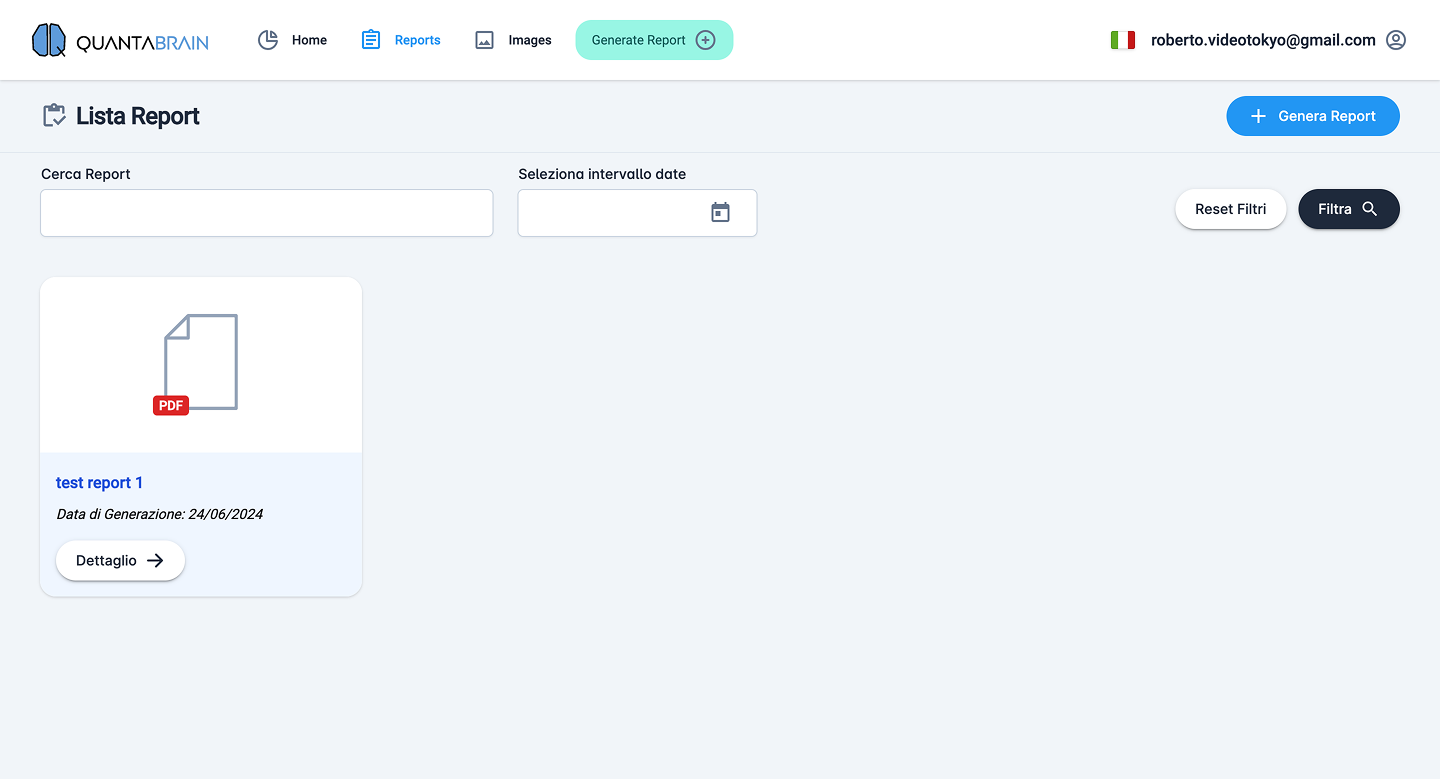 QUANTABRAIN
Home
Reports
Images
Generate Report
roberto.videotokyo@gmail.com
Lista Report
Genera Report
Cerca Report
Seleziona intervallo date
Reset Filtri
Filtra
PDF
test report 1
Data di Generazione: 24/06/2024
Dettaglio